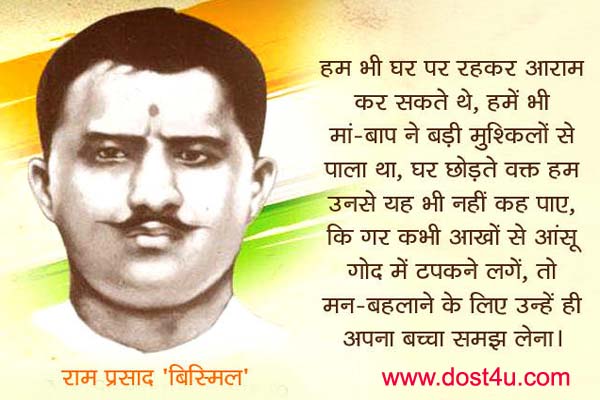 हम भी घर पर रहकर आराम
कर सकते थे, हमें भी
मां-बाप ने बड़ी मुश्किलों से
पाला था, घर छोड़ते वक्त हम
उनसे यह भी नहीं कह पाए,
कि गर कभी आखों से आंसू
गोद में टपकने लगें, तो
मन-बहलाने के लिए उन्हें ही
अपना बच्चा समझ लेना।
राम प्रसाद 'बिस्मिल'
www.dost4u.com